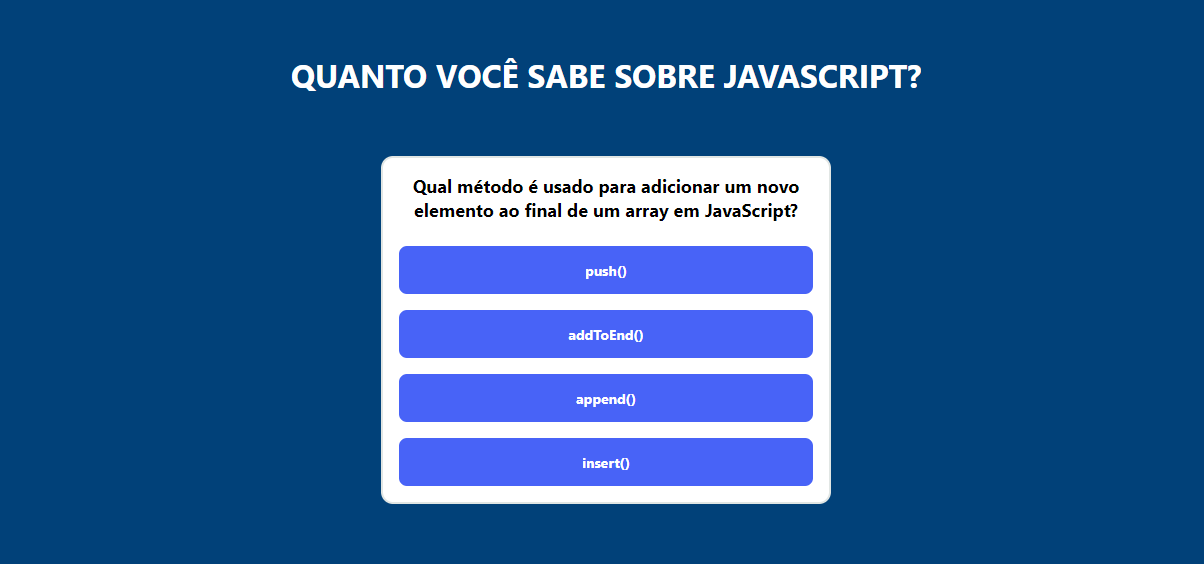 QUANTO VOCÊ SABE SOBRE JAVASCRIPT?
Qual método é usado para adicionar um novo
elemento ao final de um array em JavaScript?
push()
addToEnd()
append()
insert()